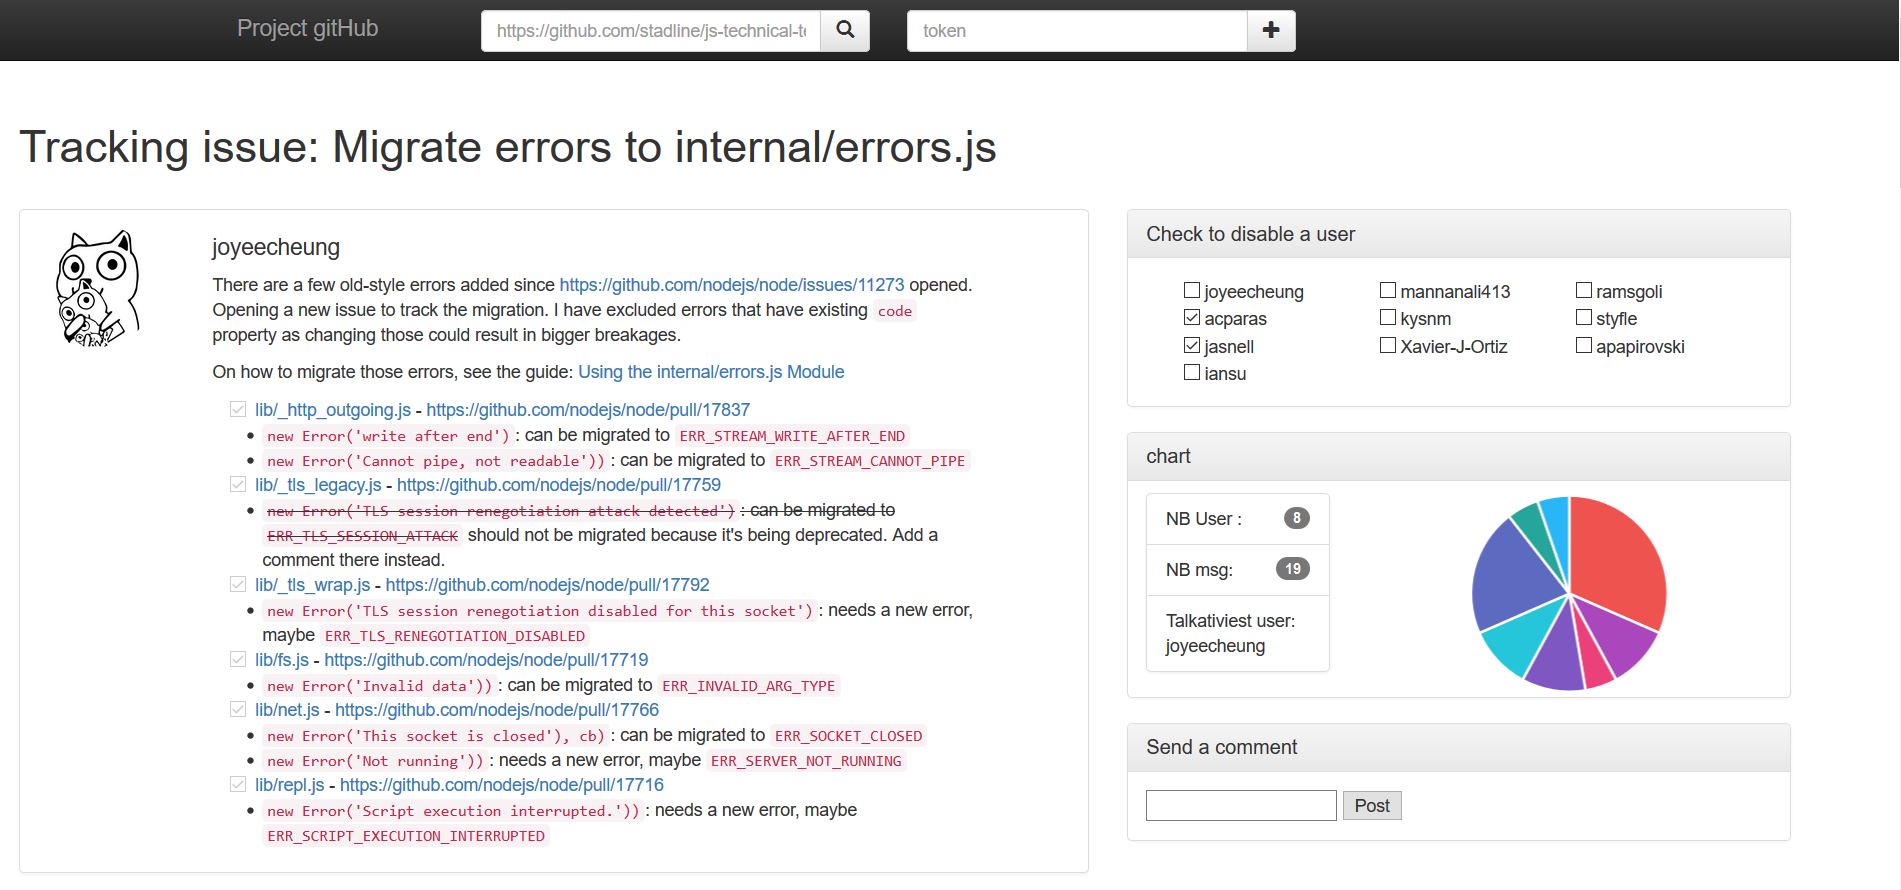 Project gitHub
https://github.com/stadline/js-technical-te
token
Tracking issue: Migrate errors to internal/errors.js
joyeecheung
There are a few old-style errors added since https://github.com/nodejs/node/issues/11273 opened.
Opening a new issue to track the migration. I have excluded errors that have existing code
property as changing those could result in bigger breakages.
On how to migrate those errors, see the guide: Using the internal/errors.js Module
lib/_http_outgoing.js - https://github.com/nodejs/node/pull/17837
new Error('write after end') : can be migrated to ERR_STREAM_WRITE_AFTER_END
new Error('Cannot pipe, not readable')) : can be migrated to ERR_STREAM_CANNOT_PIPE
lib/_tls_legacy.js - https://github.com/nodejs/node/pull/17759
new Error('TLS session renegotiation attack detected') : can be migrated to
ERR_TLS_SESSION_ATTACK should not be migrated because it's being deprecated. Add a
comment there instead.
lib/_tls_wrap.js - https://github.com/nodejs/node/pull/17792
new Error('TLS session renegotiation disabled for this socket') : needs a new error,
maybe ERR_TLS_RENEGOTIATION_DISABLED
lib/fs.js - https://github.com/nodejs/node/pull/17719
new Error('Invalid data')) : can be migrated to ERR_INVALID_ARG_TYPE
lib/net.js - https://github.com/nodejs/node/pull/17766
new Error('This socket is closed'), cb) : can be migrated to ERR_SOCKET_CLOSED
new Error('Not running')) : needs a new error, maybe ERR_SERVER_NOT_RUNNING
lib/repl.js - https://github.com/nodejs/node/pull/17716
new Error('Script execution interrupted.')) : needs a new error, maybe
ERR_SCRIPT_EXECUTION_INTERRUPTED
Check to disable a user
joyeecheung
acparas
jasnell
iansu
mannanali413
kysnm
Xavier-J-Ortiz
ramsgoli
styfle
apapirovski
chart
NB User : 8
NB msg: 19
Talkativiest user:
joyeecheung
Send a comment
Post